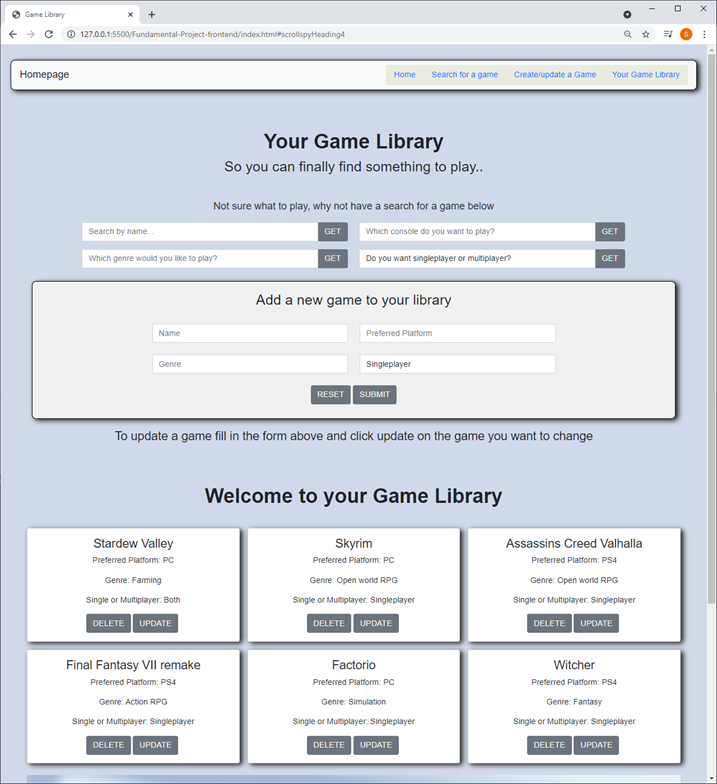 Game Library
127.0.0.1:5500/Fundamental-Project-frontend/index.html#scrollspyHeading4
S
Homepage
Home Search for a game Create/update a Game Your Game Library
Your Game Library
So you can finally find something to play..
Not sure what to play, why not have a search for a game below
Search by name... GET Which console do you want to play? GET
Which genre would you like to play? GET Do you want singleplayer or multiplayer? GET
Add a new game to your library
Name Preferred Platform
Genre Singleplayer
RESET SUBMIT
To update a game fill in the form above and click update on the game you want to change
Welcome to your Game Library
Stardew Valley
Preferred Platform: PC
Genre: Farming
Single or Multiplayer: Both
DELETE UPDATE
Skyrim
Preferred Platform: PC
Genre: Open world RPG
Single or Multiplayer: Singleplayer
DELETE UPDATE
Assassins Creed Valhalla
Preferred Platform: PS4
Genre: Open world RPG
Single or Multiplayer: Singleplayer
DELETE UPDATE
Final Fantasy VII remake
Preferred Platform: PS4
Genre: Action RPG
Single or Multiplayer: Singleplayer
DELETE UPDATE
Factorio
Preferred Platform: PC
Genre: Simulation
Single or Multiplayer: Singleplayer
DELETE UPDATE
Witcher
Preferred Platform: PS4
Genre: Fantasy
Single or Multiplayer: Singleplayer
DELETE UPDATE